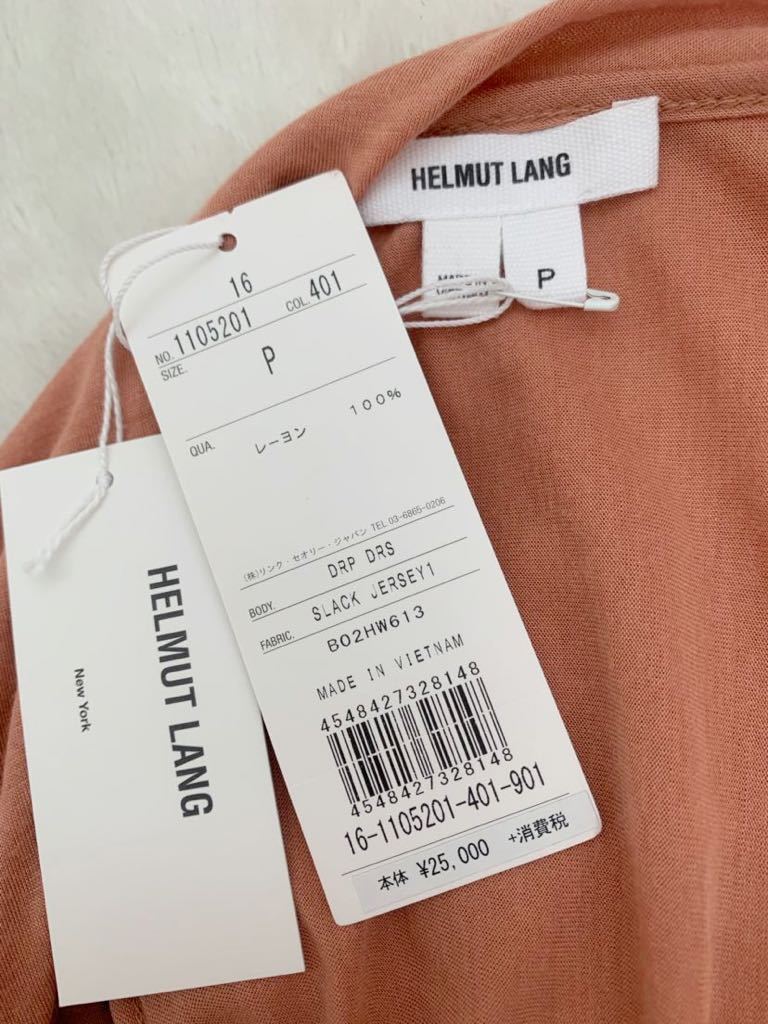 HELMUT LANG
MADE IN
VIETNAM
P
16
NO. 1105201 COL. 401
SIZE. P
QUA. レーヨン 100%
(株)リンク・セオリー・ジャパン TEL 03-6865-0206
BODY. DRP DRS
FABRIC. SLACK JERSEY1
B02HW613
MADE IN VIETNAM
4548427328148
4548427328148
16-1105201-401-901
本体 ¥25,000 +消費税
HELMUT LANG
New York